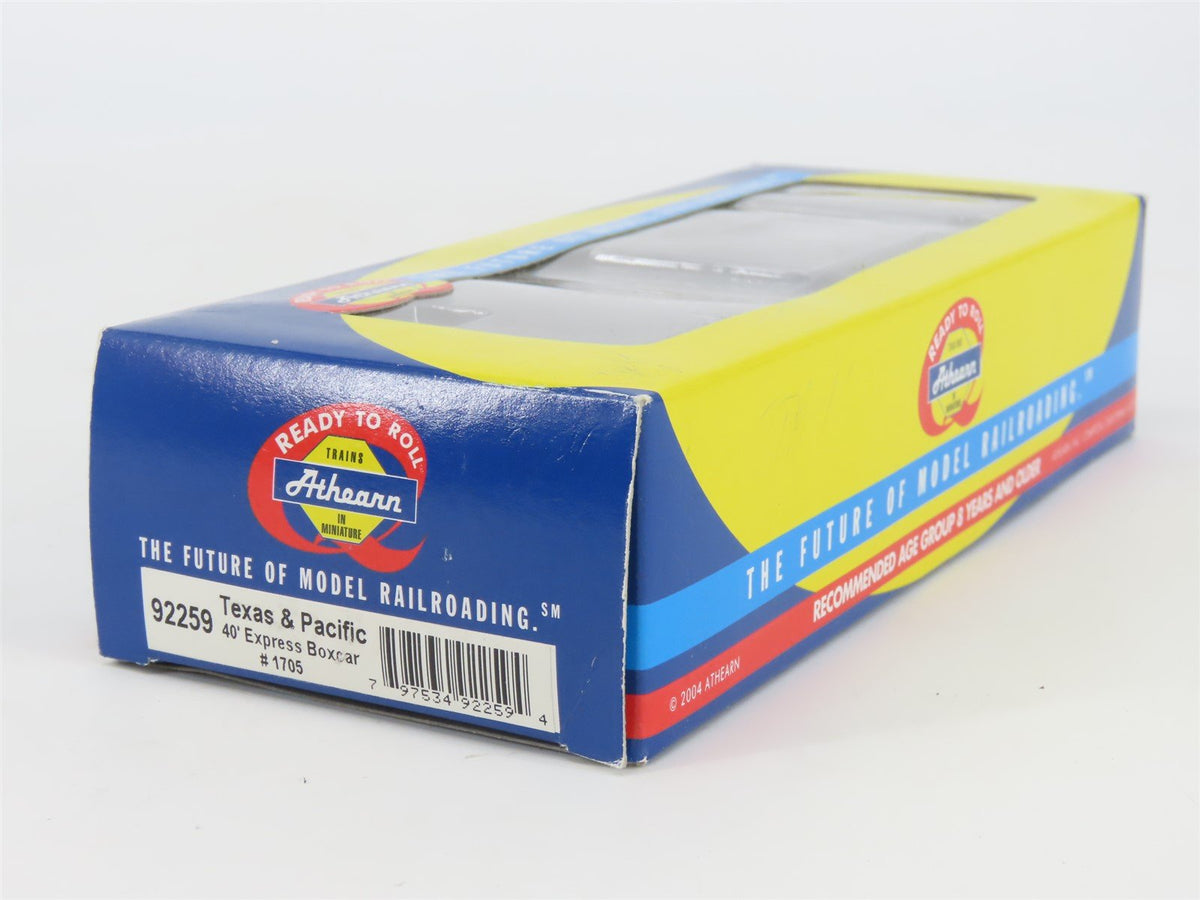 READY TO ROLL
TRAINS
Athearn
IN
MINIATURE
THE FUTURE OF MODEL RAILROADING.℠
92259
Texas & Pacific
40' Express Boxcar
# 1705
7 97534 92259 4
READY TO ROLL
Athearn
IN
MINIATURE
THE FUTURE OF MODEL RAILROADING.℠
RECOMMENDED AGE GROUP 8 YEARS AND OLDER
© 2004 ATHEARN